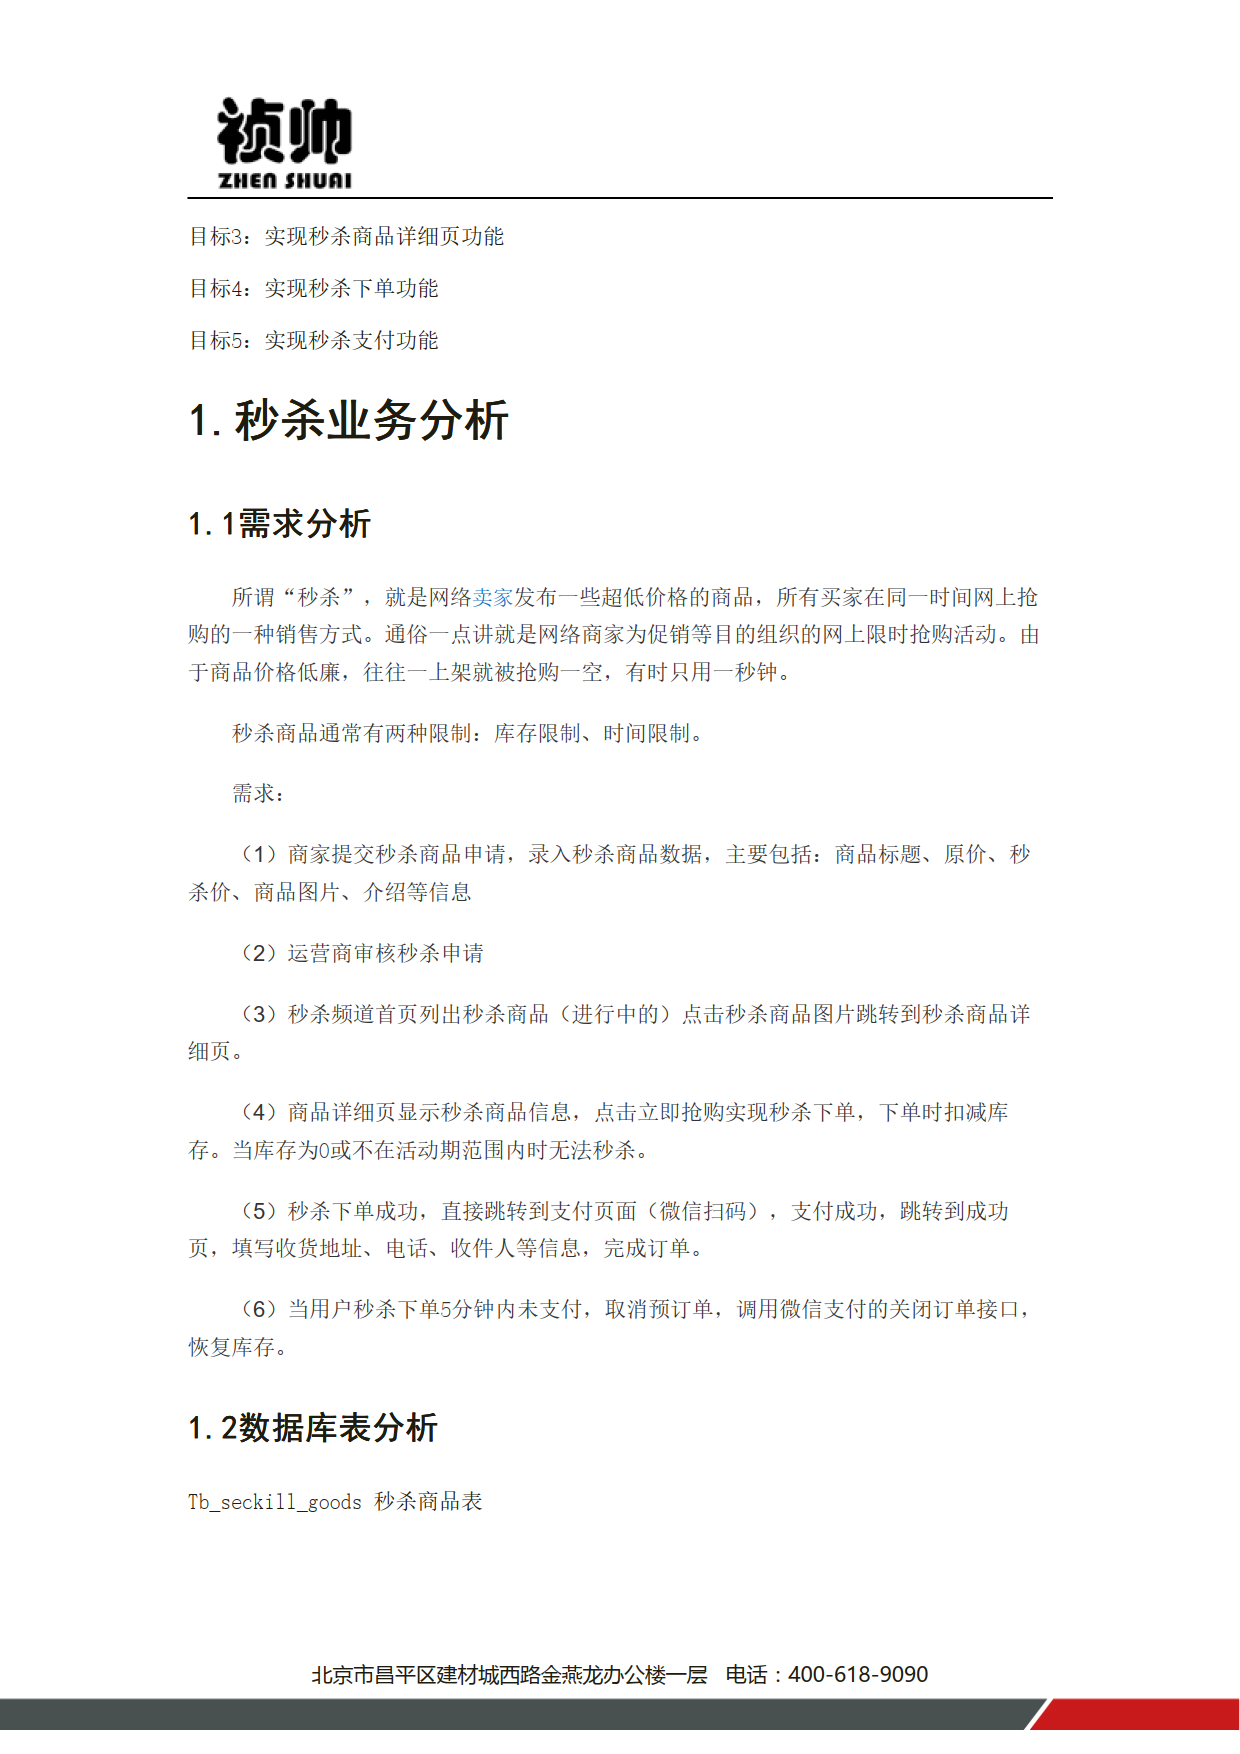 祯帅
ZHEN SHUAI
目标3：实现秒杀商品详细页功能
目标4：实现秒杀下单功能
目标5：实现秒杀支付功能
1.秒杀业务分析
1.1需求分析
所谓“秒杀”，就是网络卖家发布一些超低价格的商品，所有买家在同一时间网上抢
购的一种销售方式。通俗一点讲就是网络商家为促销等目的组织的网上限时抢购活动。由
于商品价格低廉，往往一上架就被抢购一空，有时只用一秒钟。
秒杀商品通常有两种限制：库存限制、时间限制。
需求：
（1）商家提交秒杀商品申请，录入秒杀商品数据，主要包括：商品标题、原价、秒
杀价、商品图片、介绍等信息
（2）运营商审核秒杀申请
（3）秒杀频道首页列出秒杀商品（进行中的）点击秒杀商品图片跳转到秒杀商品详
细页。
（4）商品详细页显示秒杀商品信息，点击立即抢购实现秒杀下单，下单时扣减库
存。当库存为0或不在活动期范围内时无法秒杀。
（5）秒杀下单成功，直接跳转到支付页面（微信扫码），支付成功，跳转到成功
页，填写收货地址、电话、收件人等信息，完成订单。
（6）当用户秒杀下单5分钟内未支付，取消预订单，调用微信支付的关闭订单接口，
恢复库存。
1.2数据库表分析
Tb_seckill_goods 秒杀商品表
北京市昌平区建材城西路金燕龙办公楼一层 电话：400-618-9090